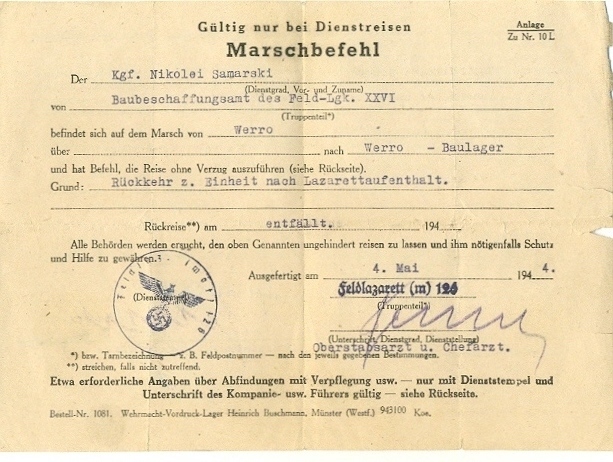 Gültig nur bei Dienstreisen
Anlage
Zu Nr. 10 L
Marschbefehl
Der Kgf. Nikolei Samarski
(Dienstgrad, Vor- und Zuname)
von Baubeschaffungsamt des Feld-Lgk. XXVI
(Truppenteil*)
befindet sich auf dem Marsch von Werro
über nach Werro - Baulager
und hat Befehl, die Reise ohne Verzug auszuführen (siehe Rückseite).
Grund: Rückkehr z. Einheit nach Lazarettaufenthalt.
Rückreise**) am entfällt. 194
Alle Behörden werden ersucht, den oben Genannten ungehindert reisen zu lassen und ihm nötigenfalls Schutz
und Hilfe zu gewähren.
Ausgefertigt am 4. Mai 194 4.
Feldlazarett (m) 126
(Dienststempel)
(Truppenteil)
(Unterschrift, Dienstgrad, Dienststellung)
Oberstabsarzt u. Chefarzt.
*) bzw. Tarnbezeichnung z. B. Feldpostnummer — nach den jeweils gegebenen Bestimmungen.
**) streichen, falls nicht zutreffend.
Etwa erforderliche Angaben über Abfindungen mit Verpflegung usw. — nur mit Dienststempel und
Unterschrift des Kompanie- usw. Führers gültig — siehe Rückseite.
Bestell-Nr. 1081. Wehrmacht-Vordruck-Lager Heinrich Buschmann, Münster (Westf.) 943100 Koe.